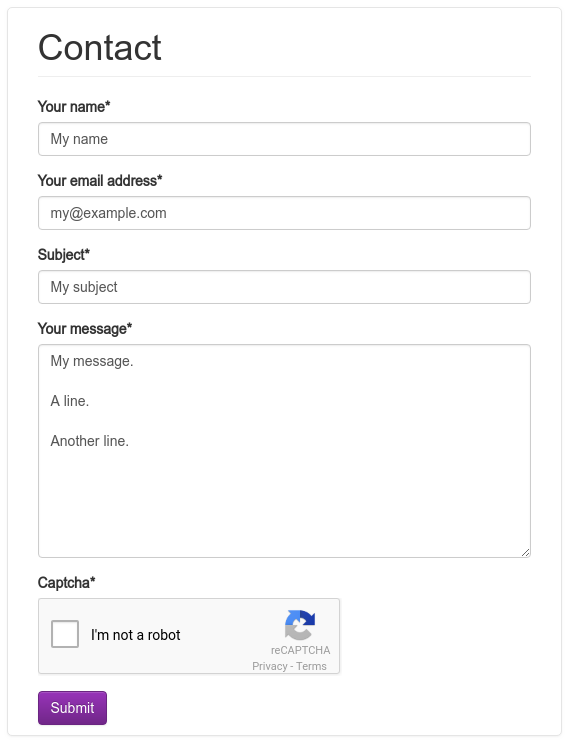 Contact
Your name*
My name
Your email address*
my@example.com
Subject*
My subject
Your message*
My message.
A line.
Another line.
Captcha*
I'm not a robot
reCAPTCHA
Privacy - Terms
Submit